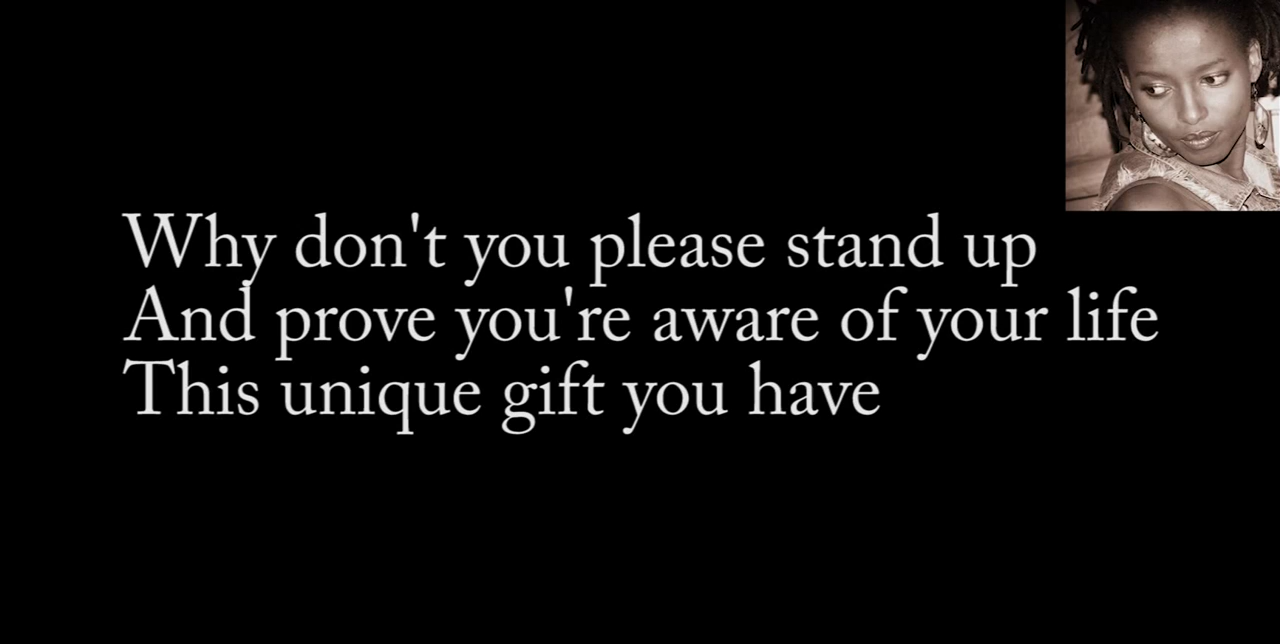 Why don't you please stand up
And prove you're aware of your life
This unique gift you have